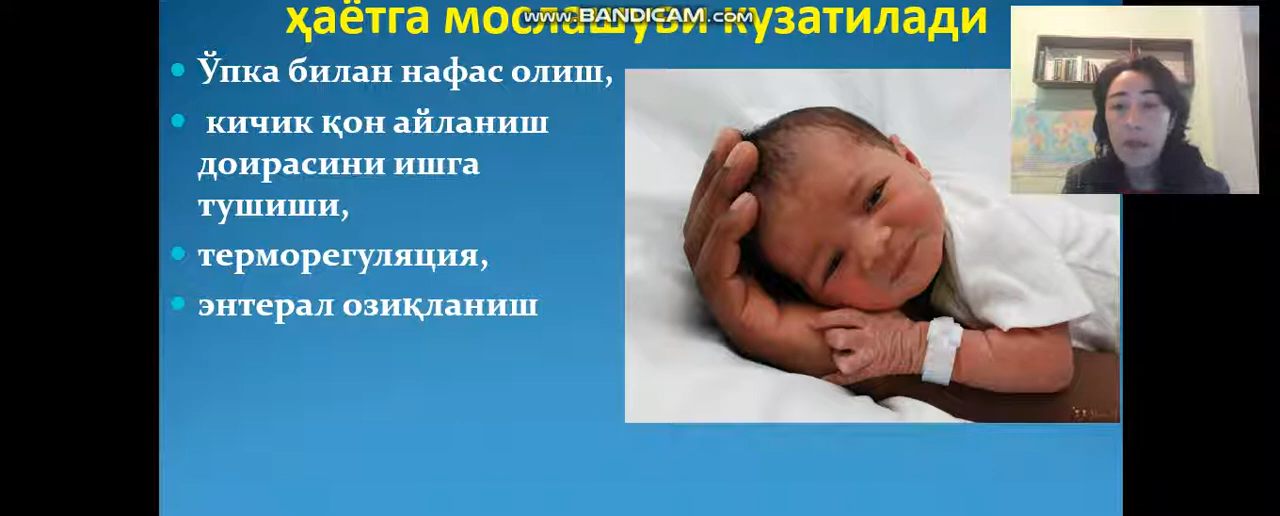 ҳаётга мослашуви кузатилади
www.BANDICAM.com
Ўпка билан нафас олиш,
кичик қон айланиш
доирасини ишга
тушиши,
терморегуляция,
энтерал озиқланиш